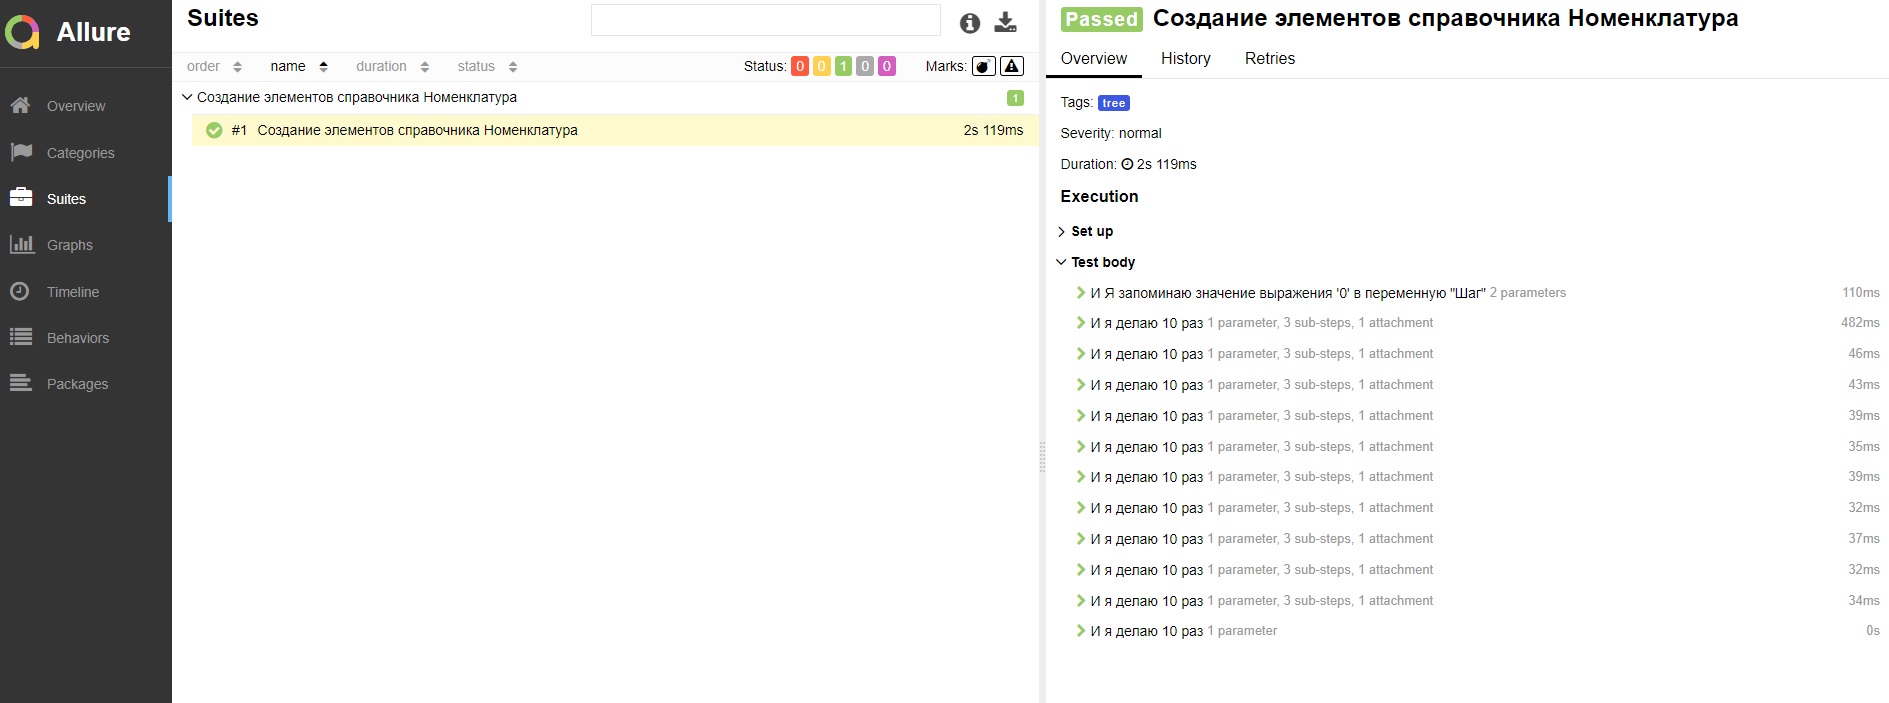 Allure
Overview
Categories
Suites
Graphs
Timeline
Behaviors
Packages
Suites
order name duration status Status: 0 0 1 0 0 Marks:
Создание элементов справочника Номенклатура 1
#1 Создание элементов справочника Номенклатура 2s 119ms
Passed Создание элементов справочника Номенклатура
Overview History Retries
Tags: tree
Severity: normal
Duration: 2s 119ms
Execution
Set up
Test body
И Я запоминаю значение выражения '0' в переменную "Шаг" 2 parameters 110ms
И я делаю 10 раз 1 parameter, 3 sub-steps, 1 attachment 482ms
И я делаю 10 раз 1 parameter, 3 sub-steps, 1 attachment 46ms
И я делаю 10 раз 1 parameter, 3 sub-steps, 1 attachment 43ms
И я делаю 10 раз 1 parameter, 3 sub-steps, 1 attachment 39ms
И я делаю 10 раз 1 parameter, 3 sub-steps, 1 attachment 35ms
И я делаю 10 раз 1 parameter, 3 sub-steps, 1 attachment 39ms
И я делаю 10 раз 1 parameter, 3 sub-steps, 1 attachment 32ms
И я делаю 10 раз 1 parameter, 3 sub-steps, 1 attachment 37ms
И я делаю 10 раз 1 parameter, 3 sub-steps, 1 attachment 32ms
И я делаю 10 раз 1 parameter, 3 sub-steps, 1 attachment 34ms
И я делаю 10 раз 1 parameter 0s